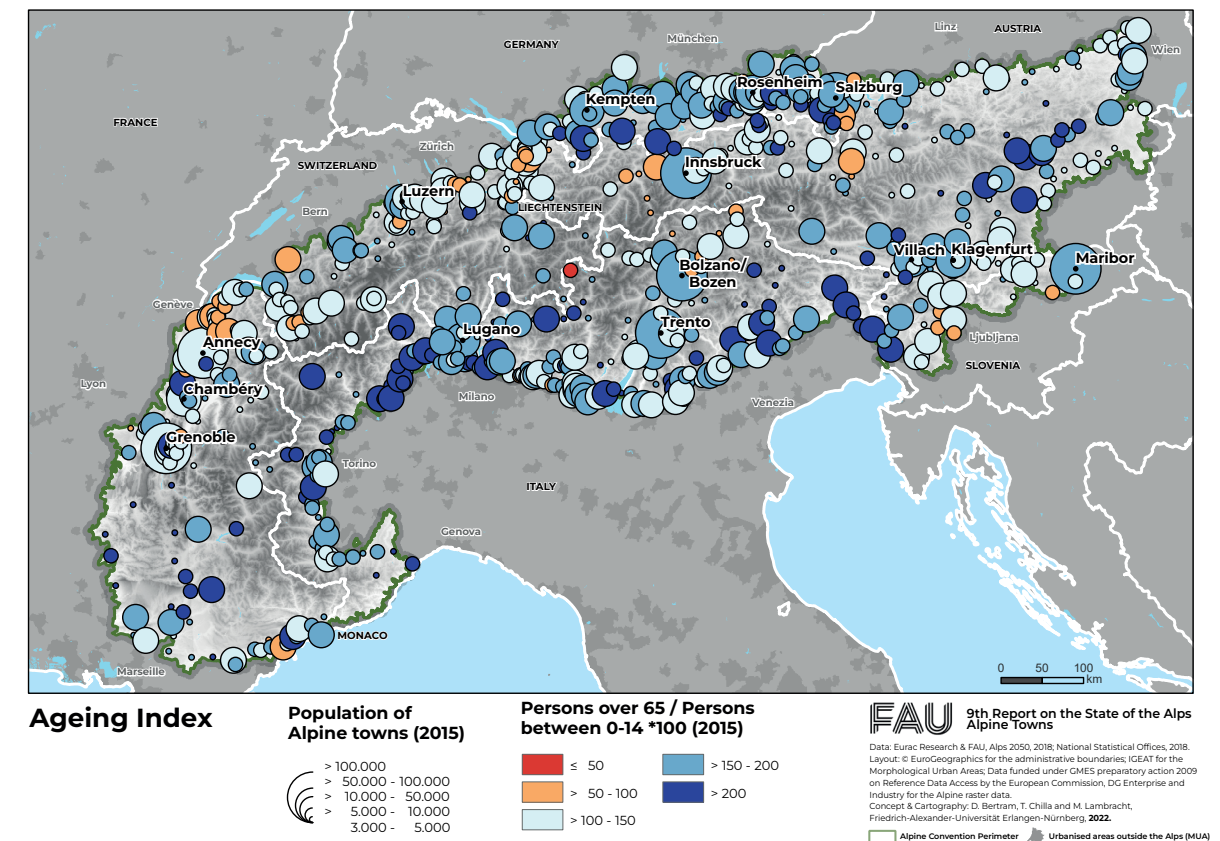 Linz
AUSTRIA
München
GERMANY
Wien
Rosenheim
Salzburg
Kempten
FRANCE
Zürich
SWITZERLAND
Innsbruck
Luzern
LIECHTENSTEIN
Bern
Villach
Klagenfurt
Maribor
Bolzano/
Bozen
Genève
Trento
Lugano
Ljubljana
Annecy
SLOVENIA
Lyon
Chambéry
Milano
Venezia
Grenoble
Torino
ITALY
Genova
MONACO
Marseille
0 50 100
km
Ageing Index
Population of
Alpine towns (2015)
> 100.000
> 50.000 - 100.000
> 10.000 - 50.000
> 5.000 - 10.000
3.000 - 5.000
Persons over 65 / Persons
between 0-14 *100 (2015)
≤ 50
> 50 - 100
> 100 - 150
> 150 - 200
> 200
FAU
9th Report on the State of the Alps
Alpine Towns
Data: Eurac Research & FAU, Alps 2050, 2018; National Statistical Offices, 2018.
Layout: © EuroGeographics for the administrative boundaries; IGEAT for the
Morphological Urban Areas; Data funded under GMES preparatory action 2009
on Reference Data Access by the European Commission, DG Enterprise and
Industry for the Alpine raster data.
Concept & Cartography: D. Bertram, T. Chilla and M. Lambracht,
Friedrich-Alexander-Universität Erlangen-Nürnberg, 2022.
Alpine Convention Perimeter
Urbanised areas outside the Alps (MUA)